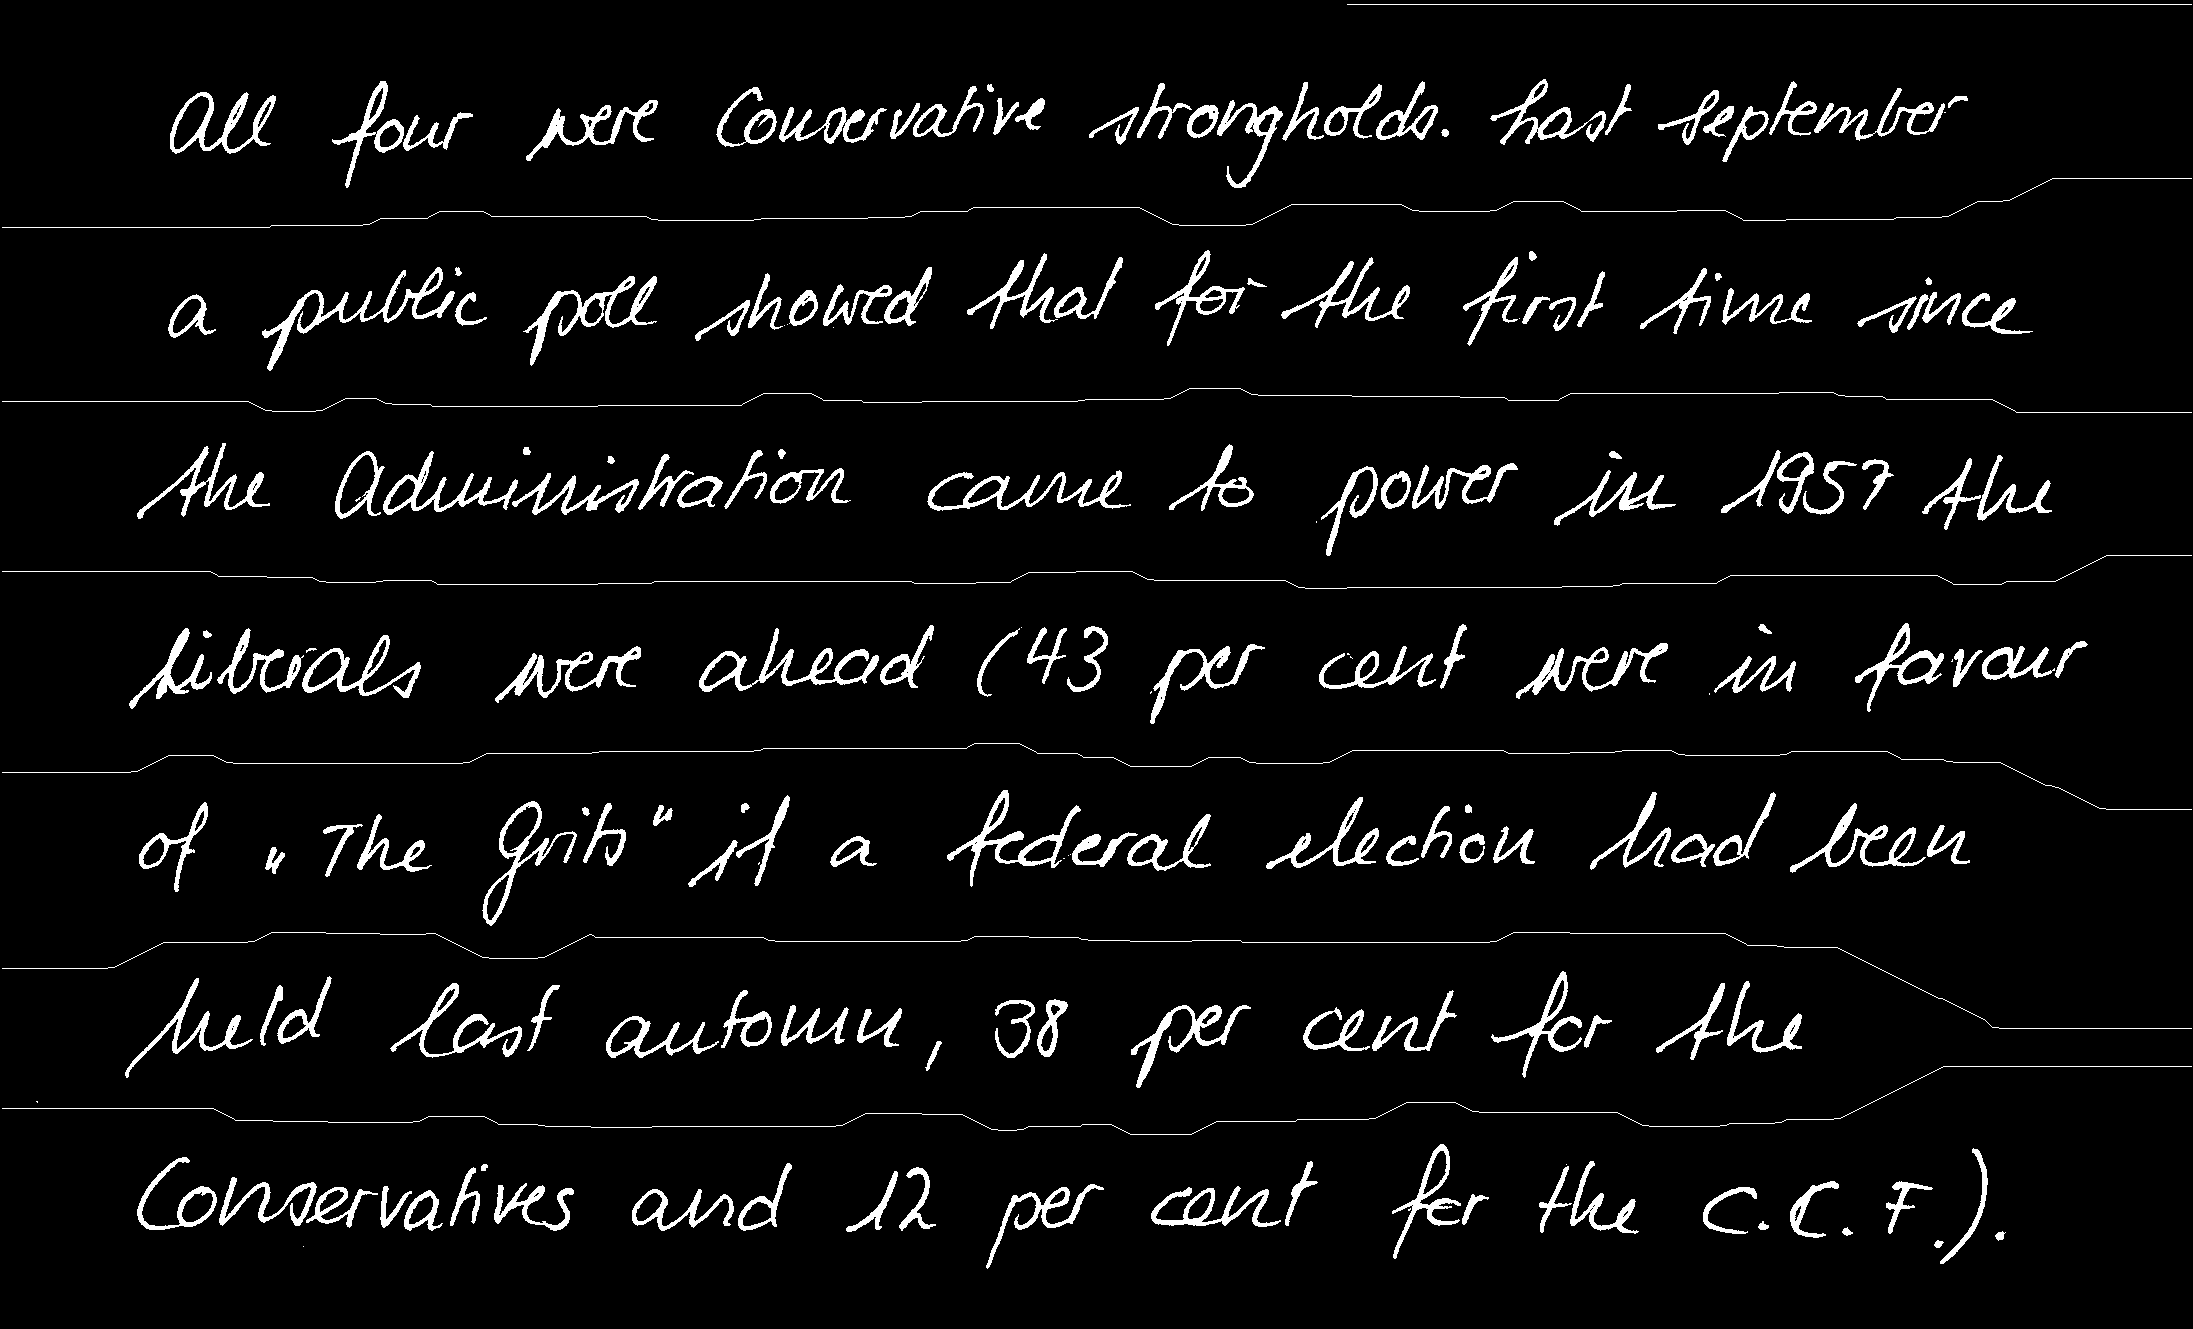 All four were Conservative strongholds. Last September
a public poll showed that for the first time since
the Administration came to power in 1957 the
Liberals were ahead (43 per cent were in favour
of „The Grits" if a federal election had been
held last automn, 38 per cent for the
Conservatives and 12 per cent for the C.C.F.).